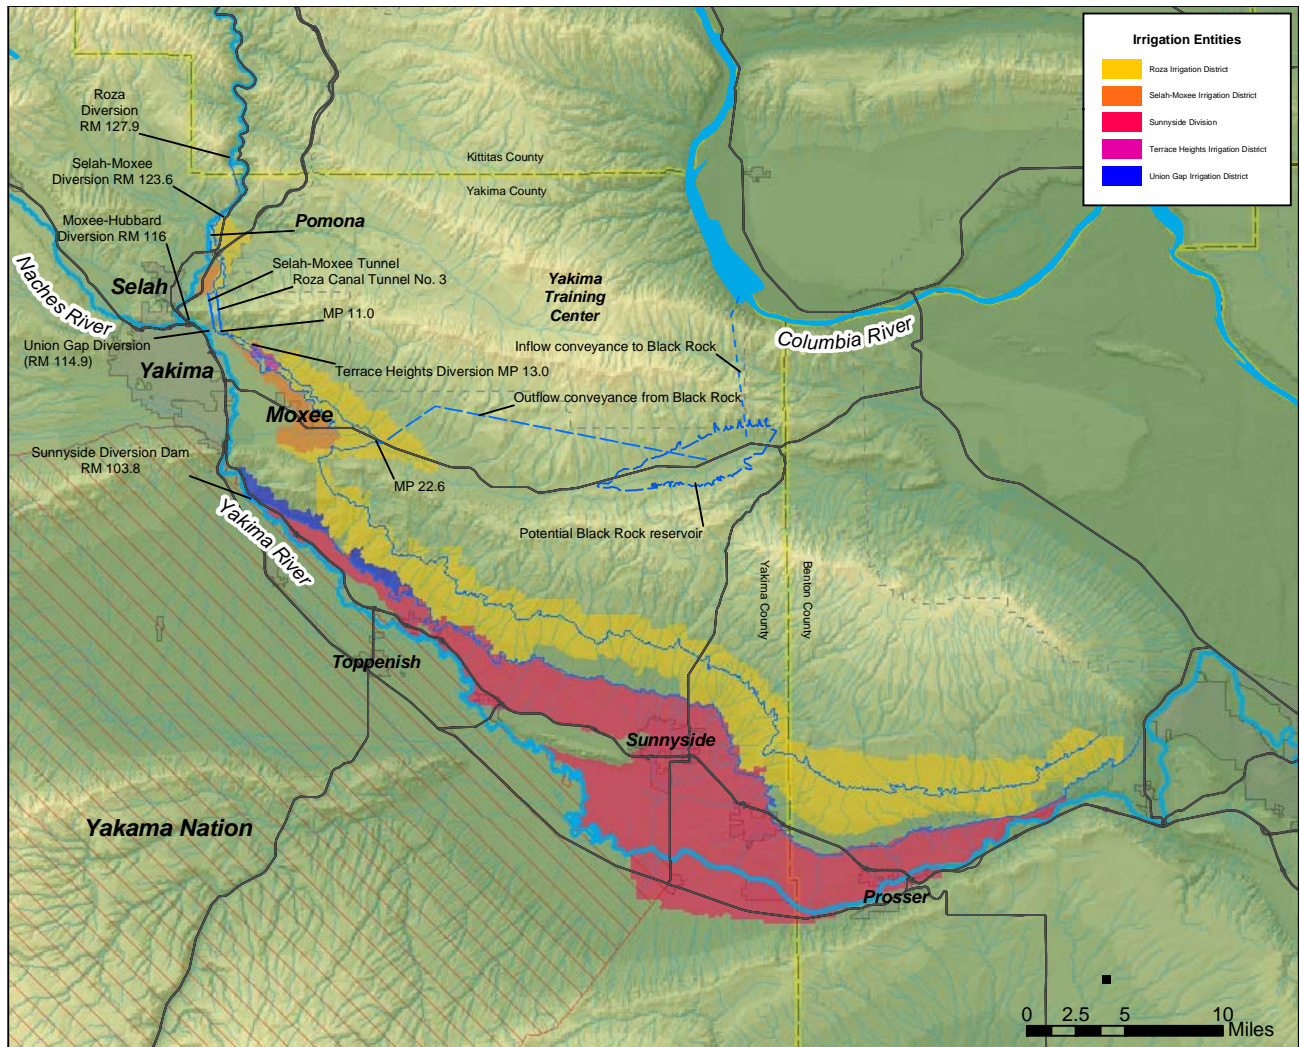 Irrigation Entities
Roza Irrigation District
Selah-Moxee Irrigation District
Sunnyside Division
Terrace Heights Irrigation District
Union Gap Irrigation District
Roza
Diversion
RM 127.9
Kittitas County
Yakima County
Selah-Moxee
Diversion RM 123.6
Moxee-Hubbard
Diversion RM 116
Pomona
Selah-Moxee Tunnel
Roza Canal Tunnel No. 3
Selah
Naches River
Yakima
Training
Center
MP 11.0
Union Gap Diversion
(RM 114.9)
Columbia River
Inflow conveyance to Black Rock
Yakima
Terrace Heights Diversion MP 13.0
Outflow conveyance from Black Rock
Moxee
Sunnyside Diversion Dam
RM 103.8
MP 22.6
Yakima River
Potential Black Rock reservoir
Yakima County
Benton County
Toppenish
Sunnyside
Yakama Nation
Prosser
0 2.5 5 10
Miles